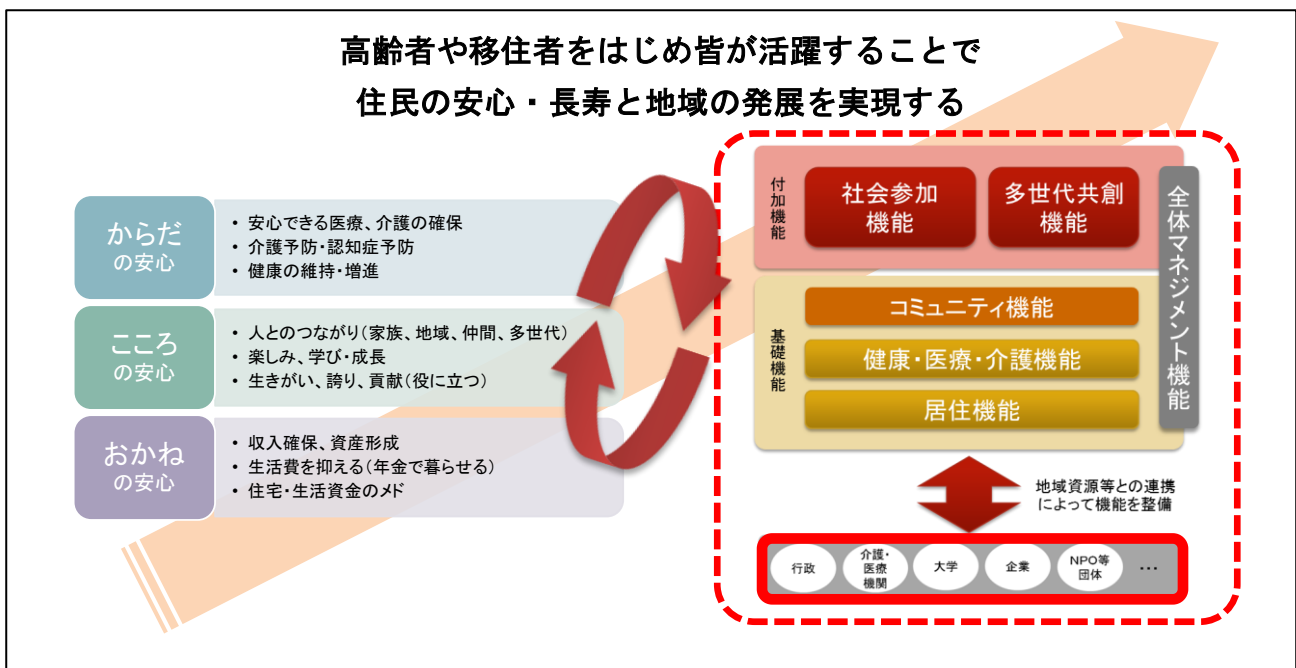 高齢者や移住者をはじめ皆が活躍することで
住民の安心・長寿と地域の発展を実現する
からだ
の安心
• 安心できる医療、介護の確保
• 介護予防・認知症予防
• 健康の維持・増進
こころ
の安心
• 人とのつながり(家族、地域、仲間、多世代)
• 楽しみ、学び・成長
• 生きがい、誇り、貢献(役に立つ)
おかね
の安心
• 収入確保、資産形成
• 生活費を抑える(年金で暮らせる)
• 住宅・生活資金のメド
付加機能
社会参加
機能
多世代共創
機能
全体マネジメント機能
基礎機能
コミュニティ機能
健康・医療・介護機能
居住機能
地域資源等との連携
によって機能を整備
行政
介護・
医療
機関
大学
企業
NPO等
団体
…